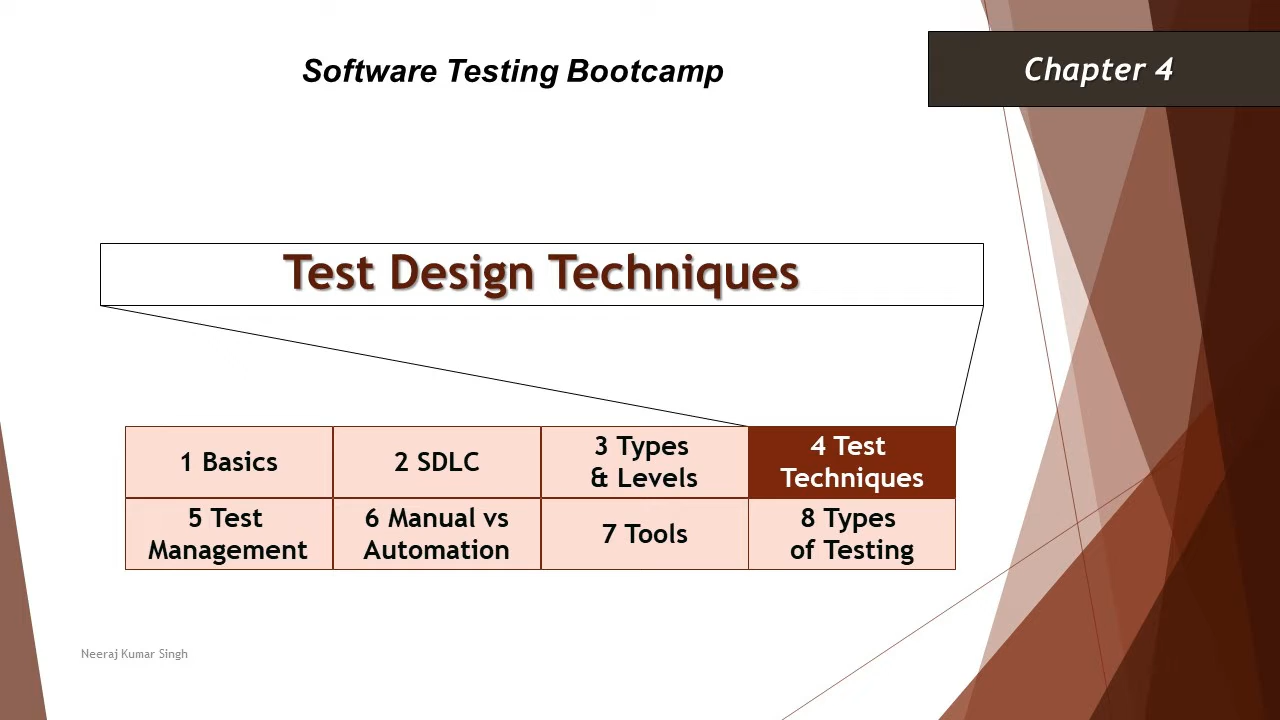 Software Testing Bootcamp
Chapter 4
Test Design Techniques
1 Basics
2 SDLC
3 Types
& Levels
4 Test
Techniques
5 Test
Management
6 Manual vs
Automation
7 Tools
8 Types
of Testing
Neeraj Kumar Singh